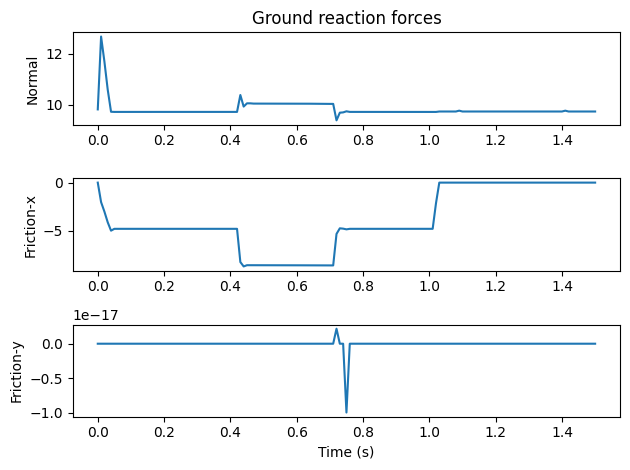 Ground reaction forces
Normal
12
10
0.0 0.2 0.4 0.6 0.8 1.0 1.2 1.4
Friction-x
0
−5
0.0 0.2 0.4 0.6 0.8 1.0 1.2 1.4
1e−17
Friction-y
0.0
−0.5
−1.0
0.0 0.2 0.4 0.6 0.8 1.0 1.2 1.4
Time (s)